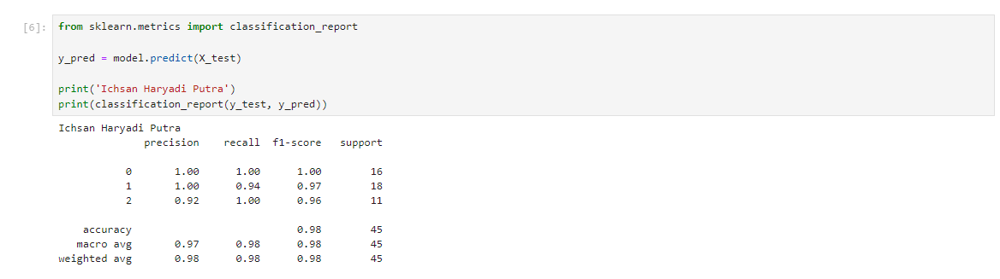 [6]: from sklearn.metrics import classification_report
y_pred = model.predict(X_test)
print('Ichsan Haryadi Putra')
print(classification_report(y_test, y_pred))
Ichsan Haryadi Putra
precision recall f1-score support
0 1.00 1.00 1.00 16
1 1.00 0.94 0.97 18
2 0.92 1.00 0.96 11
accuracy 0.98 45
macro avg 0.97 0.98 0.98 45
weighted avg 0.98 0.98 0.98 45